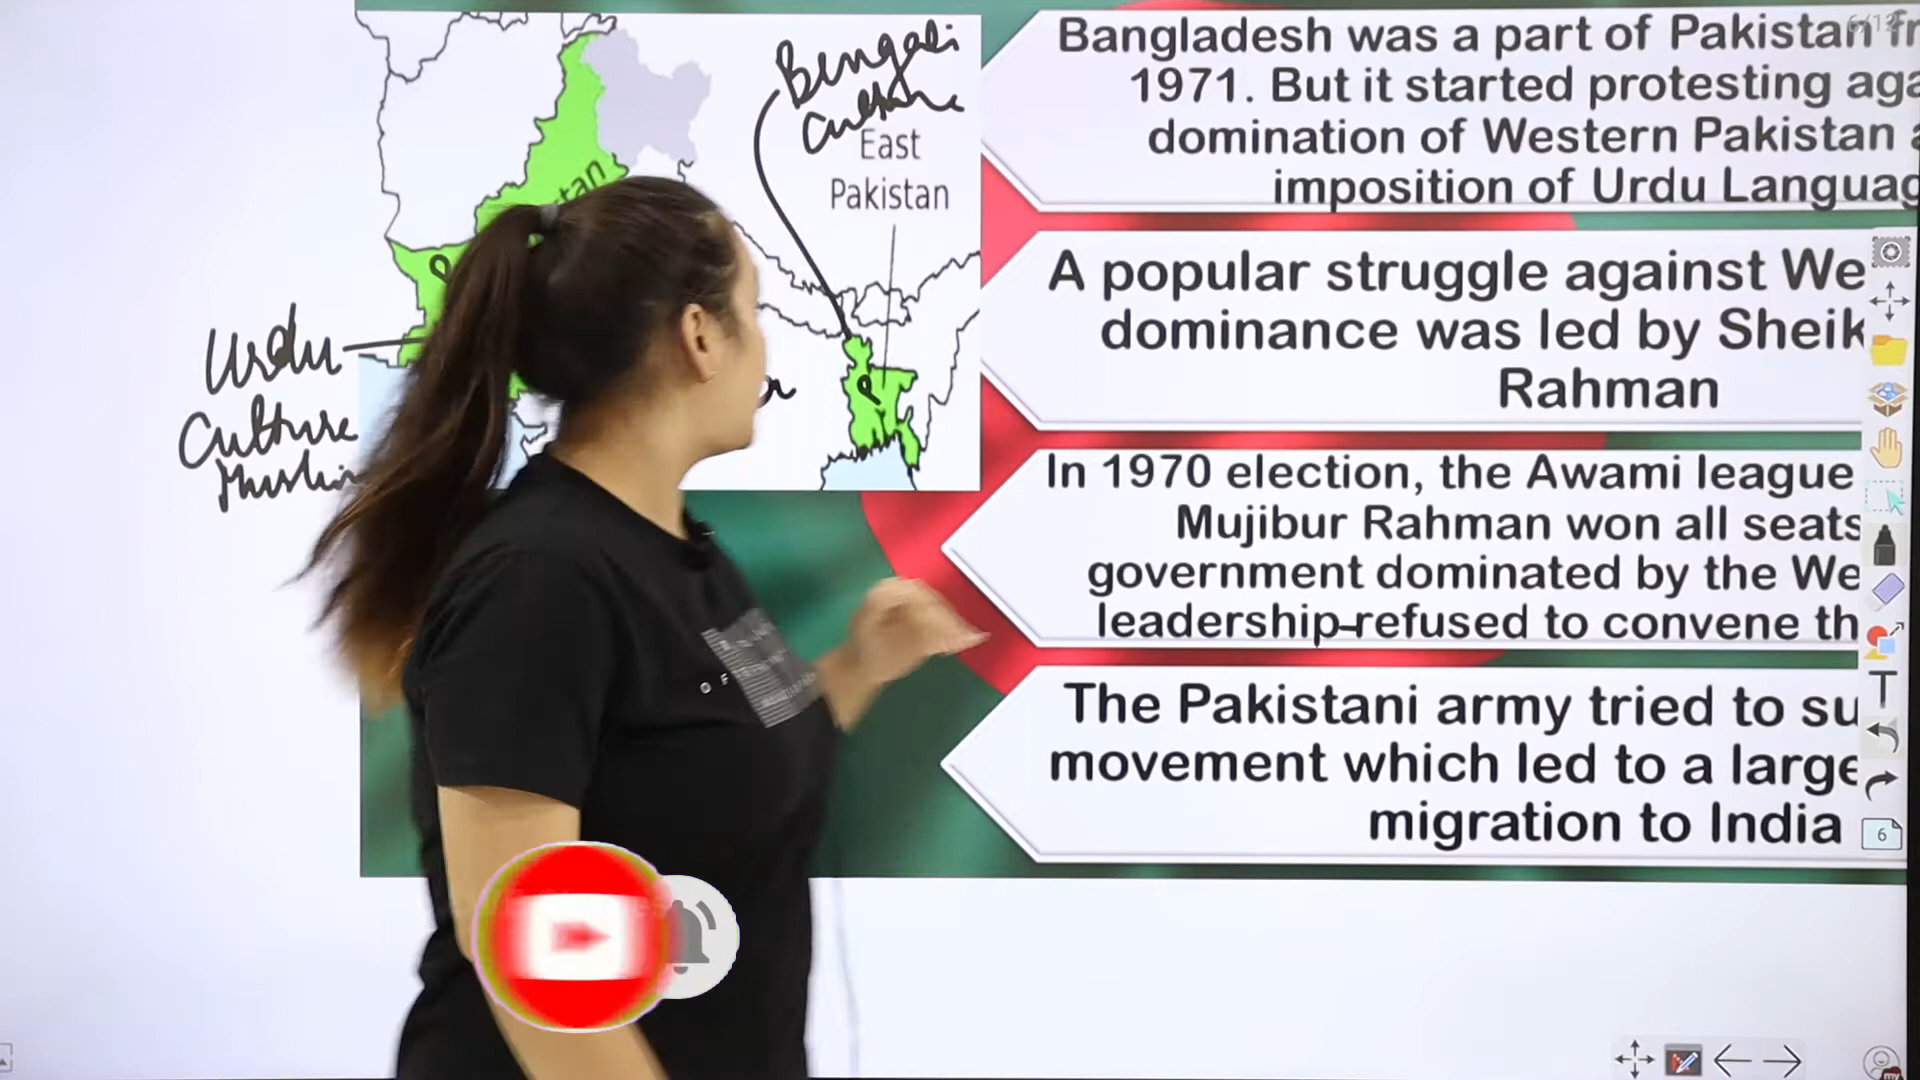 Bengali
Culture
East
Pakistan
Urdu
Culture
Muslim
Bangladesh was a part of Pakistan
1971. But it started protesting
domination of Western Pakistan
imposition of Urdu
A popular struggle against
dominance was led by
Rahman
In 1970 election, the Awami league
Mujibur Rahman won all seats
government dominated by the
leadership refused to convene
The Pakistani army tried to
movement which led to a large
migration to India
T
6